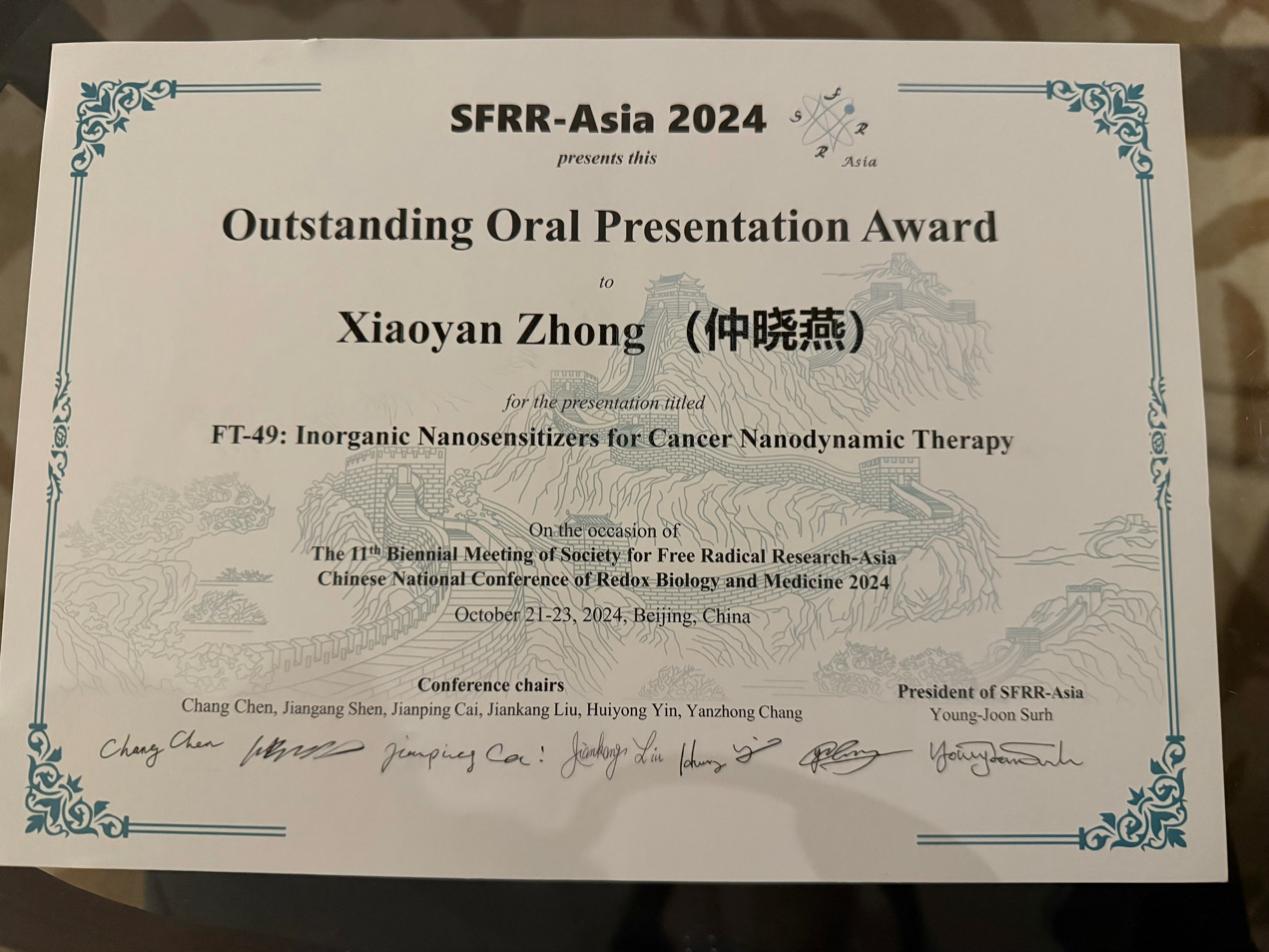 SFRR-Asia 2024
S F R R Asia
presents this
Outstanding Oral Presentation Award
to
Xiaoyan Zhong （仲晓燕）
for the presentation titled
FT-49: Inorganic Nanosensitizers for Cancer Nanodynamic Therapy
On the occasion of
The 11th Biennial Meeting of Society for Free Radical Research-Asia
Chinese National Conference of Redox Biology and Medicine 2024
October 21-23, 2024, Beijing, China
Conference chairs
Chang Chen, Jiangang Shen, Jianping Cai, Jiankang Liu, Huiyong Yin, Yanzhong Chang
President of SFRR-Asia
Young-Joon Surh
Chang Chen
Jianping Cai
Jiankang Liu